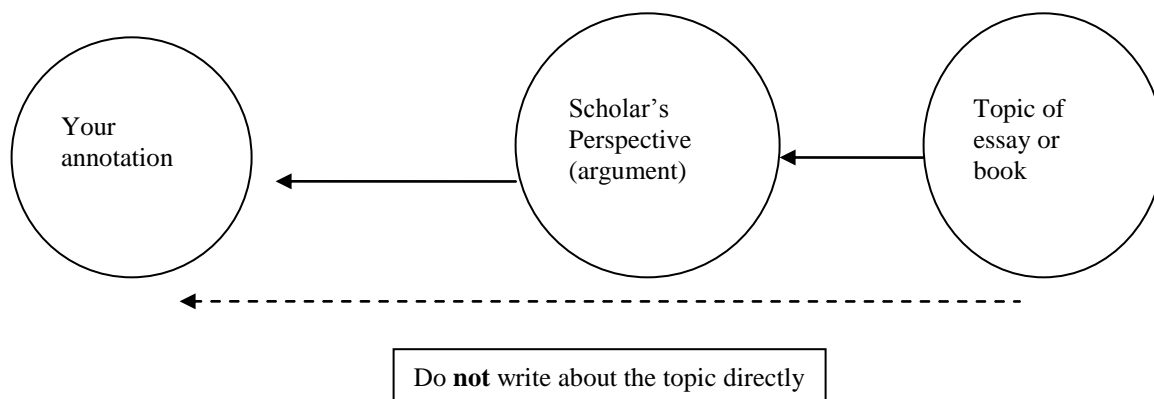 Your
annotation
Scholar’s
Perspective
(argument)
Topic of
essay or
book
Do not write about the topic directly